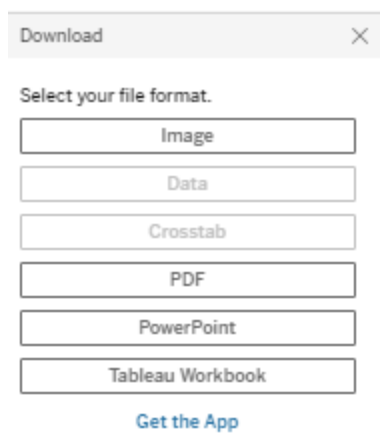 Download
Select your file format.
Image
Data
Crosstab
PDF
PowerPoint
Tableau Workbook
Get the App